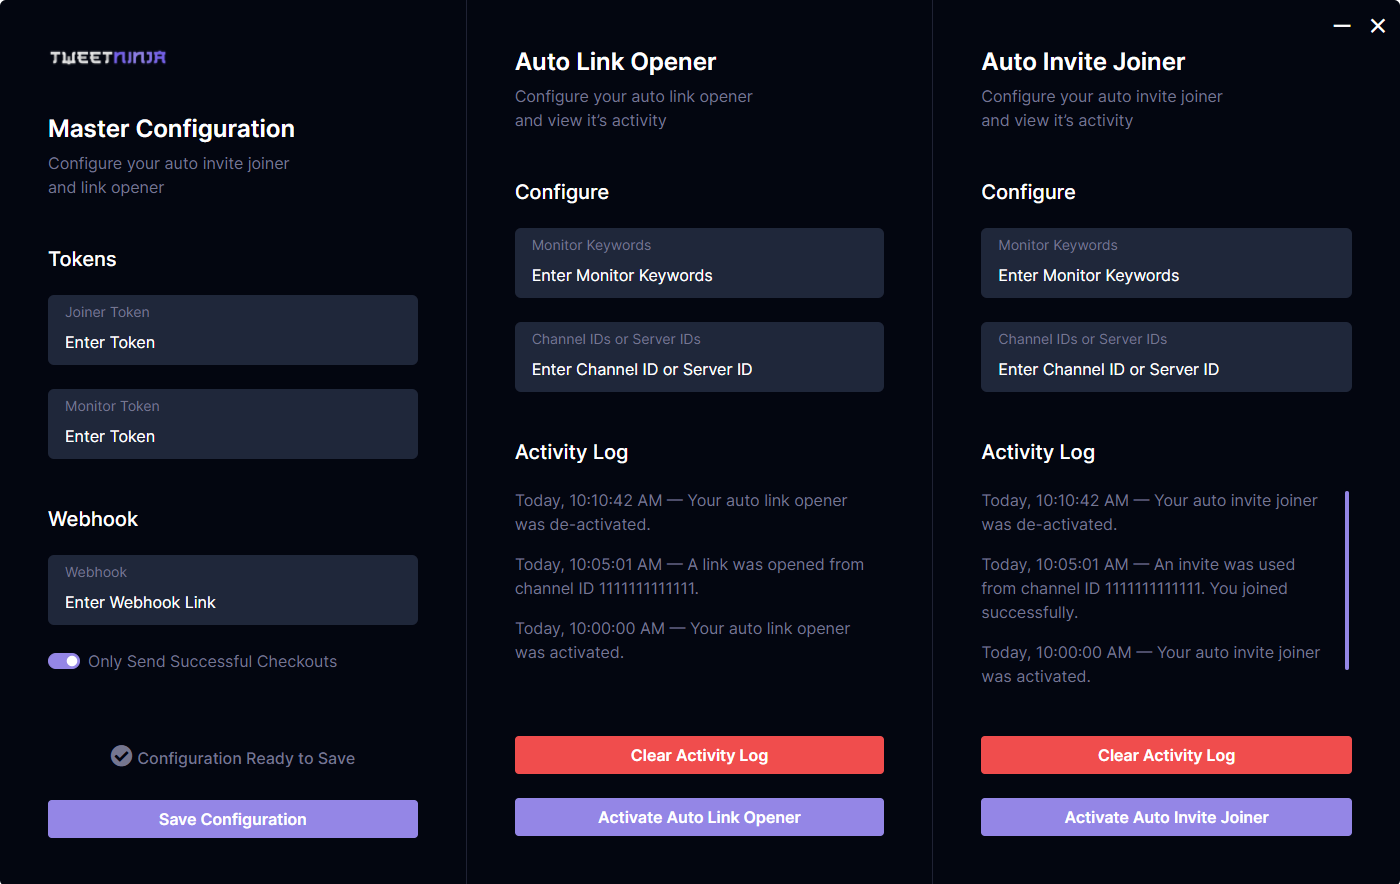 TWEETNINJA
Master Configuration
Configure your auto invite joiner
and link opener
Tokens
Joiner Token
Enter Token
Monitor Token
Enter Token
Webhook
Webhook
Enter Webhook Link
Only Send Successful Checkouts
Configuration Ready to Save
Save Configuration
Auto Link Opener
Configure your auto link opener
and view it’s activity
Configure
Monitor Keywords
Enter Monitor Keywords
Channel IDs or Server IDs
Enter Channel ID or Server ID
Activity Log
Today, 10:10:42 AM — Your auto link opener
was de-activated.
Today, 10:05:01 AM — A link was opened from
channel ID 1111111111111.
Today, 10:00:00 AM — Your auto link opener
was activated.
Clear Activity Log
Activate Auto Link Opener
Auto Invite Joiner
Configure your auto invite joiner
and view it’s activity
Configure
Monitor Keywords
Enter Monitor Keywords
Channel IDs or Server IDs
Enter Channel ID or Server ID
Activity Log
Today, 10:10:42 AM — Your auto invite joiner
was de-activated.
Today, 10:05:01 AM — An invite was used
from channel ID 1111111111111. You joined
successfully.
Today, 10:00:00 AM — Your auto invite joiner
was activated.
Clear Activity Log
Activate Auto Invite Joiner